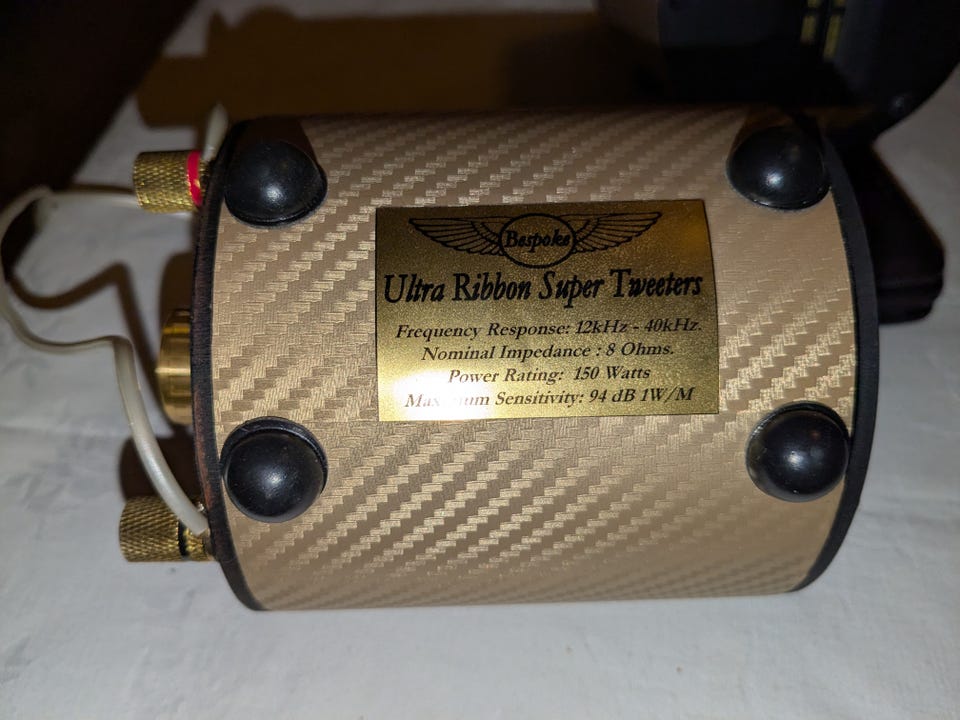 Bespoke
Ultra Ribbon Super Tweeters
Frequency Response: 12kHz - 40kHz.
Nominal Impedance : 8 Ohms.
Power Rating: 150 Watts
Maximum Sensitivity: 94 dB 1W/M